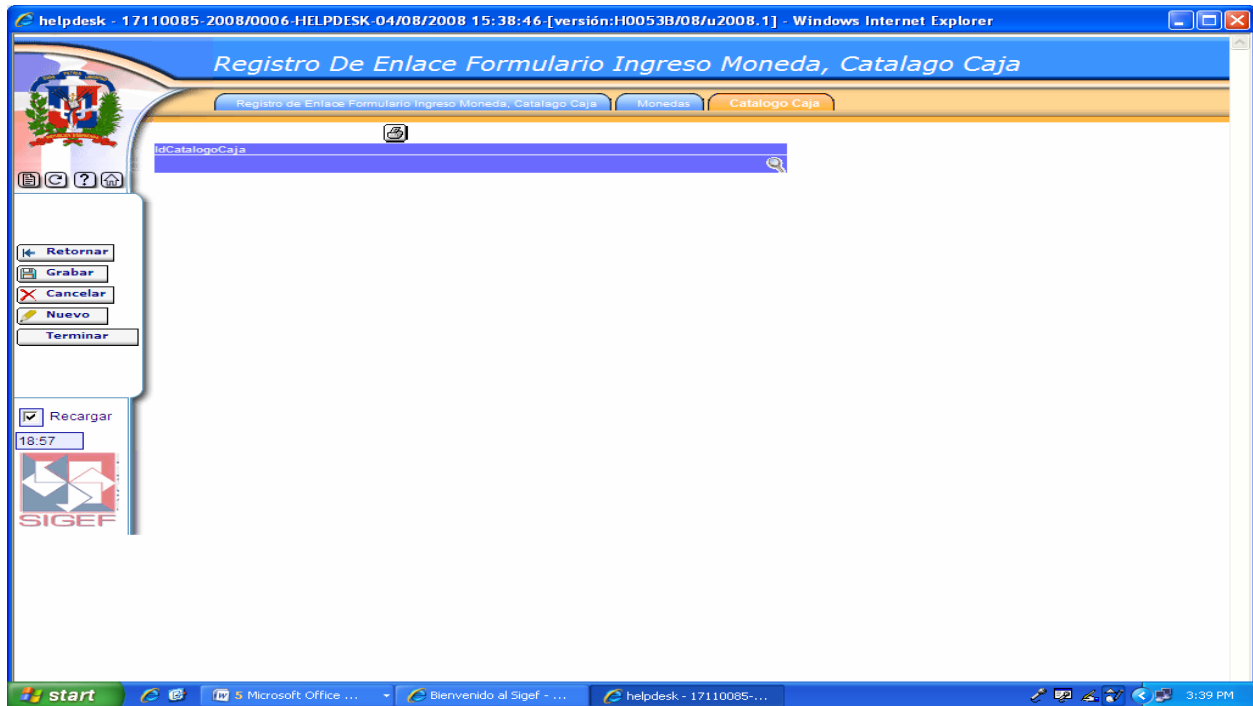 helpdesk - 17110085-2008/0006-HELPDESK-04/08/2008 15:38:46-[versión:H0053B/08/u2008.1] - Windows Internet Explorer
Registro De Enlace Formulario Ingreso Moneda, Catalago Caja
Registro de Enlace Formulario Ingreso Moneda, Catalago Caja
Monedas
Catalogo Caja
IdCatalogoCaja
Retornar
Grabar
Cancelar
Nuevo
Terminar
Recargar
18:57
SIGEF
start
5 Microsoft Office ...
Bienvenido al Sigef - ...
helpdesk - 17110085-...
3:39 PM